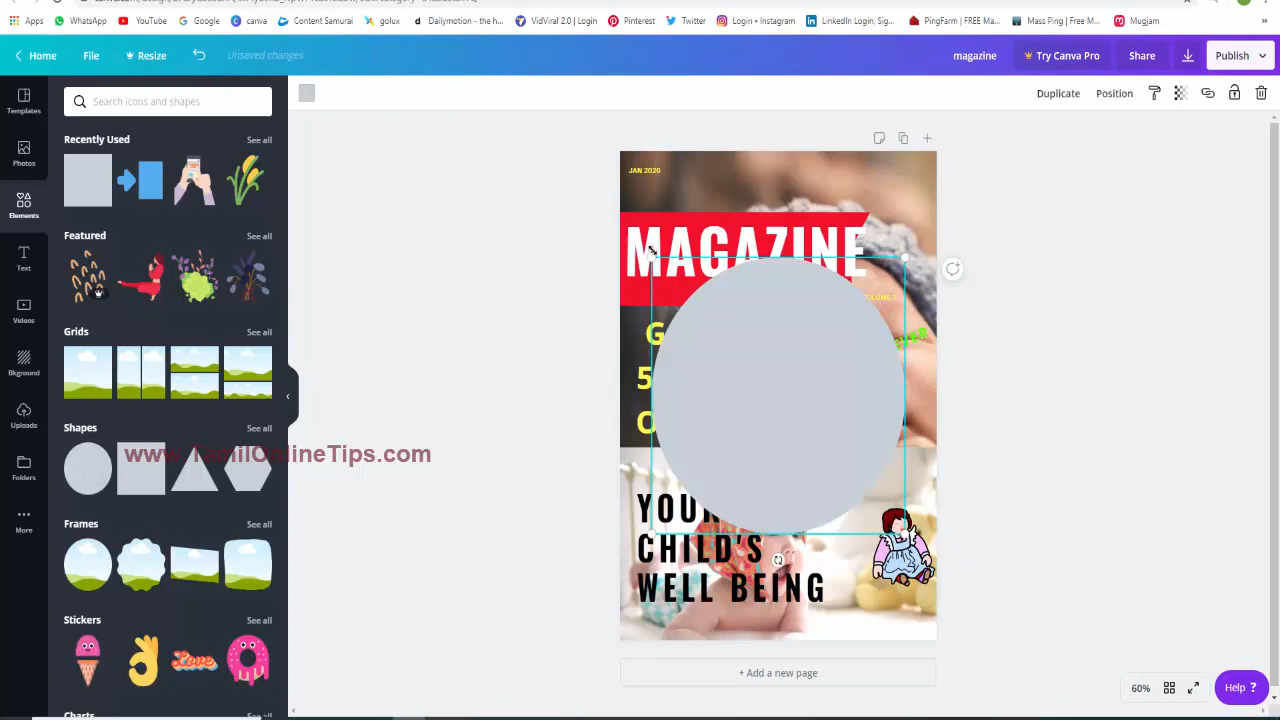 WhatsApp
YouTube
Google
canva
Content Samurai
golux
Dailymotion - the h...
VidViral 2.0 | Login
Pinterest
Twitter
Login • Instagram
LinkedIn Login, Sig...
PingFarm | FREE Ma...
Mass Ping | Free M...
Mugjam
Home
File
Resize
Unsaved changes
magazine
Try Canva Pro
Share
Publish
Templates
Photos
Elements
Text
Videos
Bkground
Uploads
Folders
More
Search icons and shapes
Recently Used
See all
Featured
See all
Grids
See all
Shapes
See all
Frames
See all
Stickers
See all
Charts
Love
Duplicate
Position
JAN 2020
MAGAZINE
G
5
O
YOUR
CHILD'S
WELL BEING
www.TamilOnlineTips.com
+ Add a new page
60%
Help ?